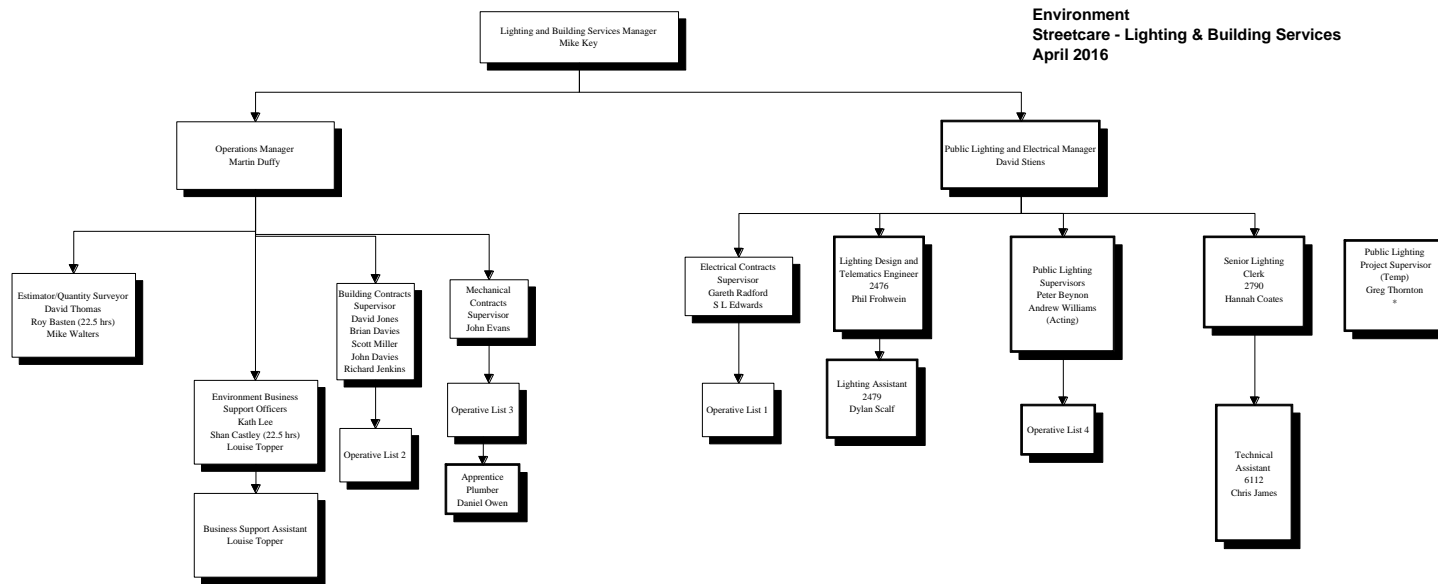 Environment
Streetcare - Lighting & Building Services
April 2016
Lighting and Building Services Manager
Mike Key
Operations Manager
Martin Duffy
Public Lighting and Electrical Manager
David Stiens
Estimator/Quantity Surveyor
David Thomas
Roy Basten (22.5 hrs)
Mike Walters
Environment Business
Support Officers
Kath Lee
Shan Castley (22.5 hrs)
Louise Topper
Business Support Assistant
Louise Topper
Building Contracts
Supervisor
David Jones
Brian Davies
Scott Miller
John Davies
Richard Jenkins
Operative List 2
Mechanical
Contracts
Supervisor
John Evans
Operative List 3
Apprentice
Plumber
Daniel Owen
Electrical Contracts
Supervisor
Gareth Radford
S L Edwards
Operative List 1
Lighting Design and
Telematics Engineer
2476
Phil Frohwein
Lighting Assistant
2479
Dylan Scalf
Public Lighting
Supervisors
Peter Beynon
Andrew Williams
(Acting)
Operative List 4
Senior Lighting
Clerk
2790
Hannah Coates
Technical
Assistant
6112
Chris James
Public Lighting
Project Supervisor
(Temp)
Greg Thornton
*